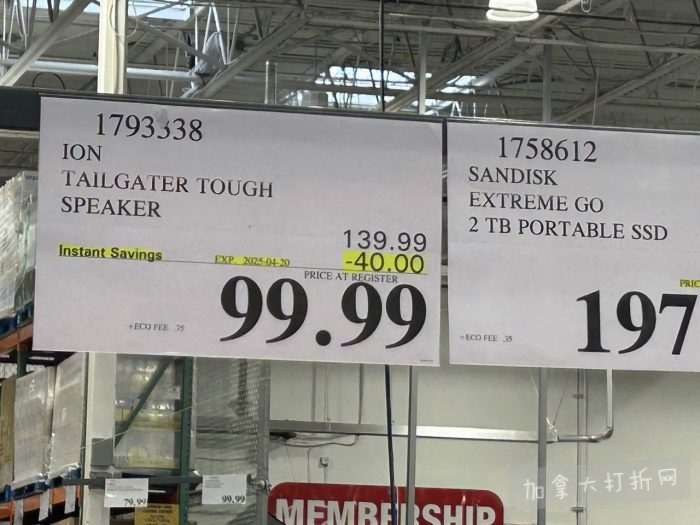 1793338
ION
TAILGATER TOUGH
SPEAKER
139.99
Instant Savings EXP. 2025-04-20 -40.00
PRICE AT REGISTER
99.99
+ECO FEE .35
1758612
SANDISK
EXTREME GO
2 TB PORTABLE SSD
PRIC
197
+ECO FEE .35
79.99
99.99
MEMBERSHIP
加拿大打折网